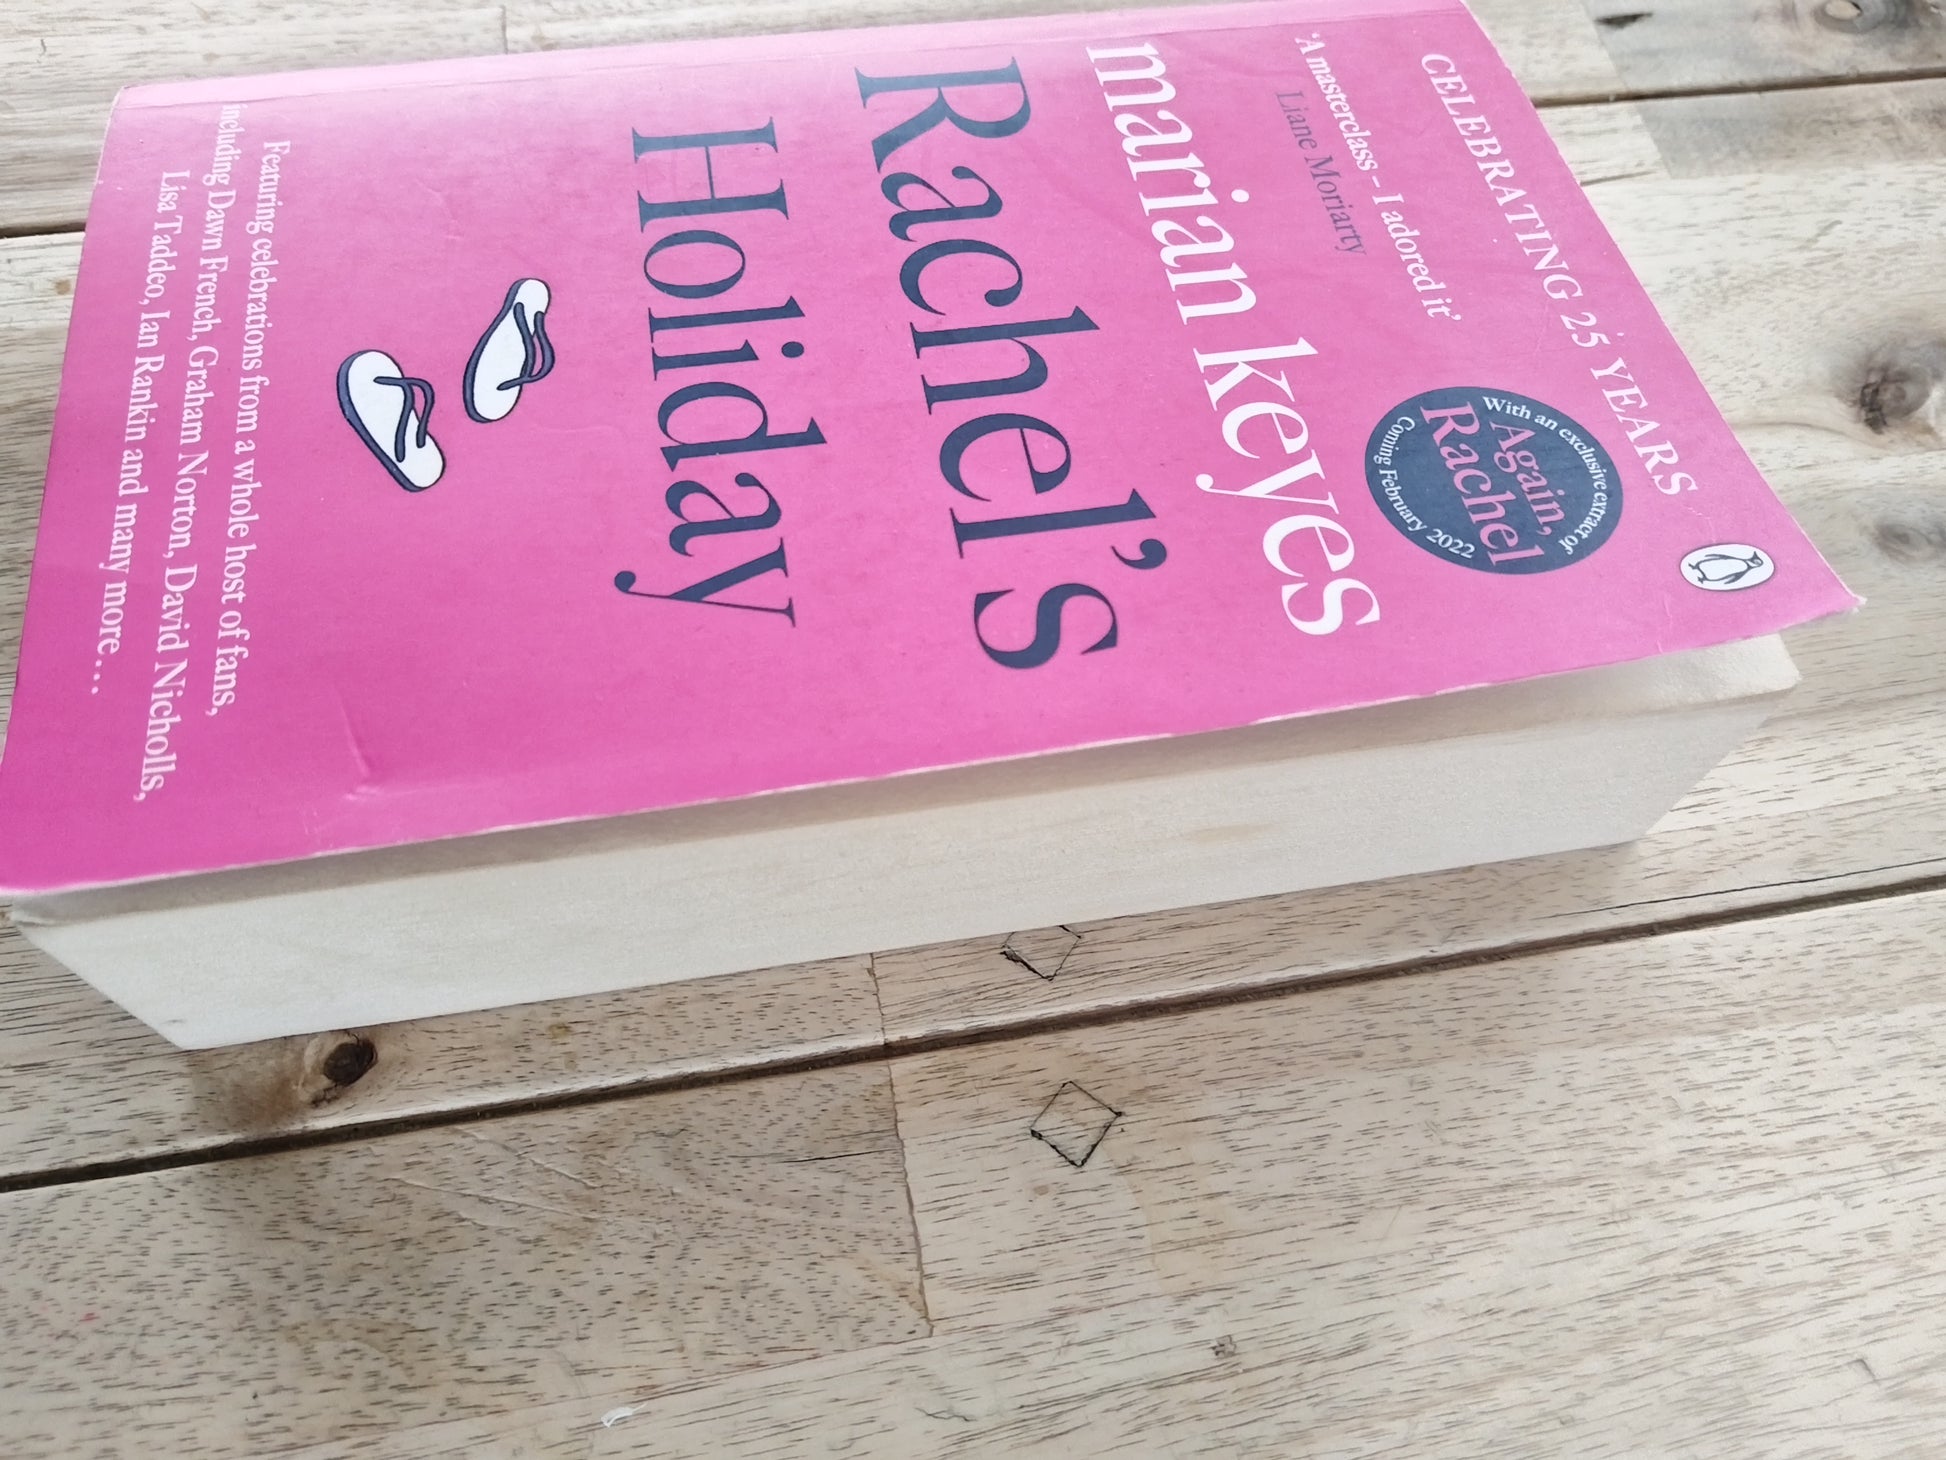 CELEBRATING 25 YEARS
‘A masterclass – I adored it’
Liane Moriarty
With an exclusive extract of
Again,
Rachel
Coming February 2022
marian keyes
Rachel’s
Holiday
Featuring celebrations from a whole host of fans,
including Dawn French, Graham Norton, David Nicholls,
Lisa Taddeo, Ian Rankin and many more…